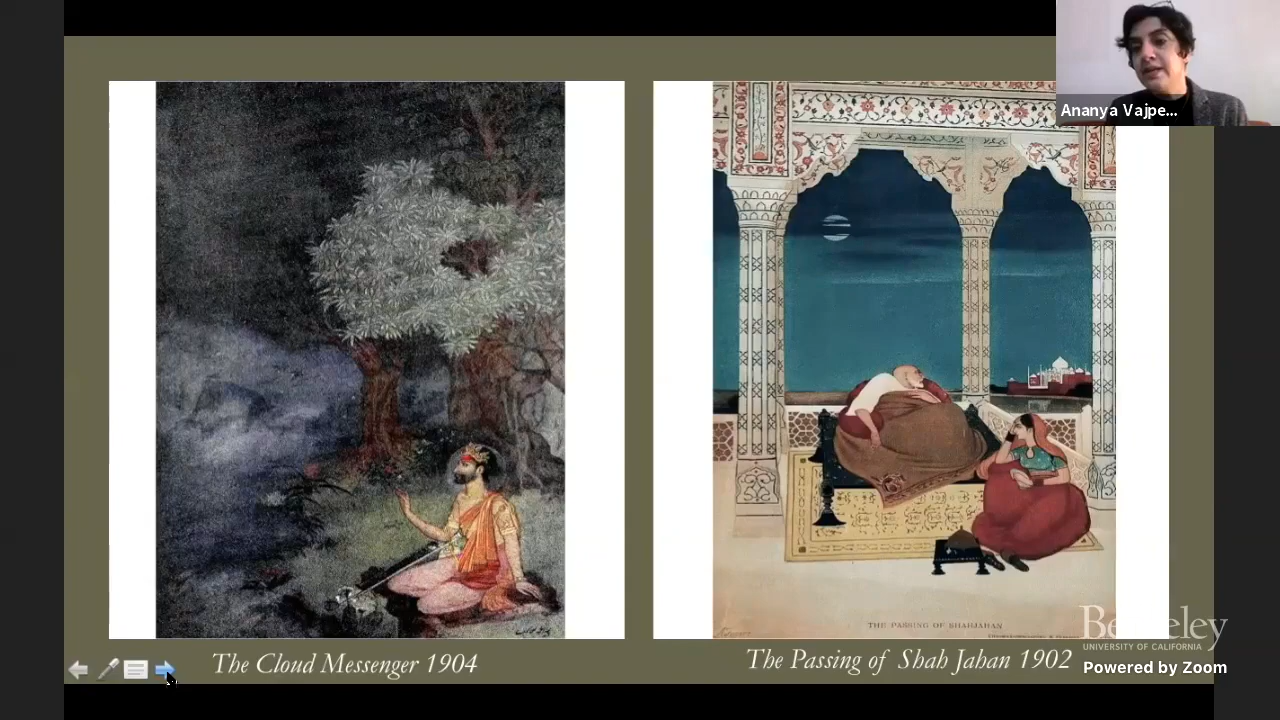 Ananya Vajpe...
THE PASSING OF SHAHJAHAN
The Cloud Messenger 1904
The Passing of Shah Jahan 1902
Berkeley
UNIVERSITY OF CALIFORNIA
Powered by Zoom